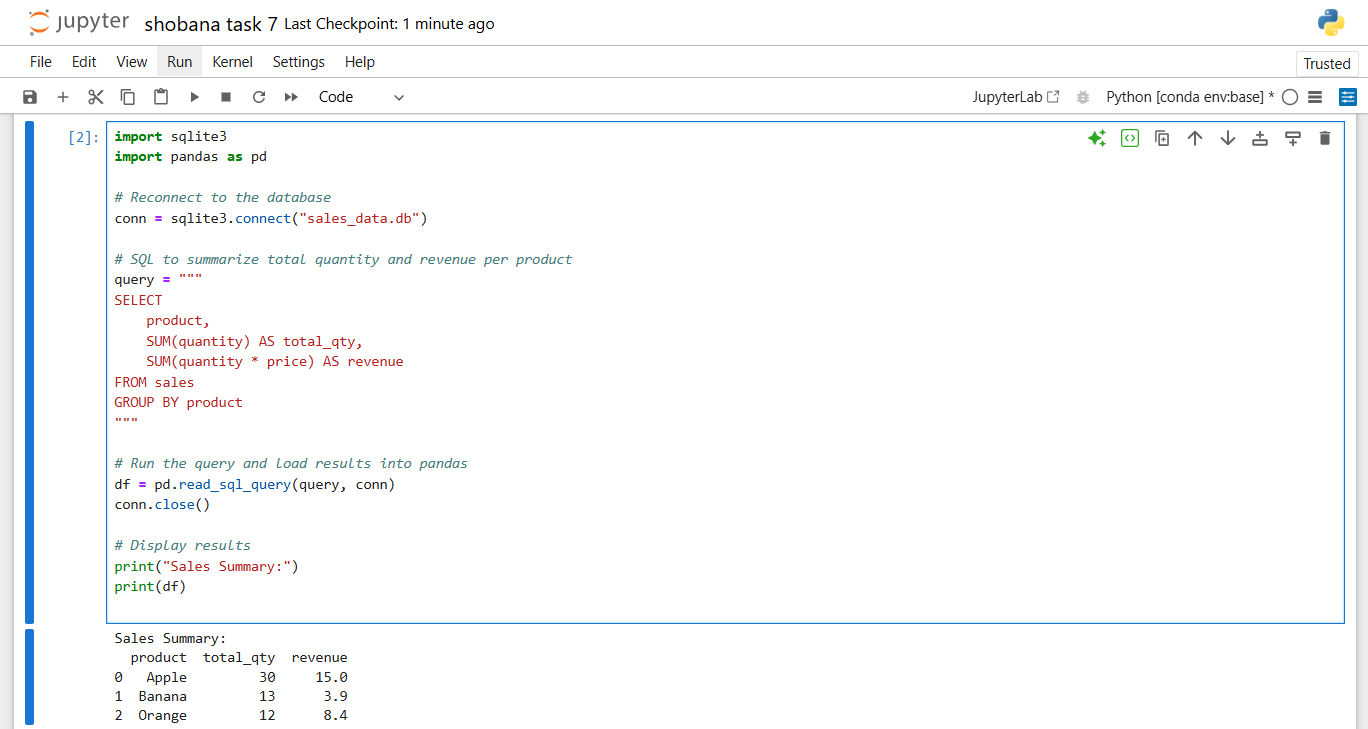 jupyter shobana task 7 Last Checkpoint: 1 minute ago
File Edit View Run Kernel Settings Help Trusted
Code JupyterLab Python [conda env:base] *
[2]: import sqlite3
import pandas as pd
# Reconnect to the database
conn = sqlite3.connect("sales_data.db")
# SQL to summarize total quantity and revenue per product
query = """
SELECT
    product,
    SUM(quantity) AS total_qty,
    SUM(quantity * price) AS revenue
FROM sales
GROUP BY product
"""
# Run the query and load results into pandas
df = pd.read_sql_query(query, conn)
conn.close()
# Display results
print("Sales Summary:")
print(df)
Sales Summary:
  product  total_qty  revenue
0   Apple         30     15.0
1  Banana         13      3.9
2  Orange         12      8.4